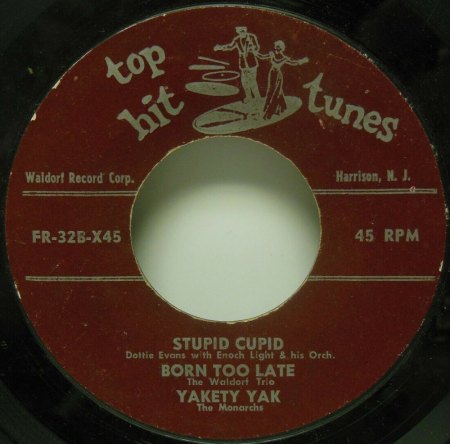 top
hit
tunes
Waldorf Record Corp.
Harrison, N. J.
FR-32B-X45
45 RPM
STUPID CUPID
Dottie Evans with Enoch Light & his Orch.
BORN TOO LATE
The Waldorf Trio
YAKETY YAK
The Monarchs